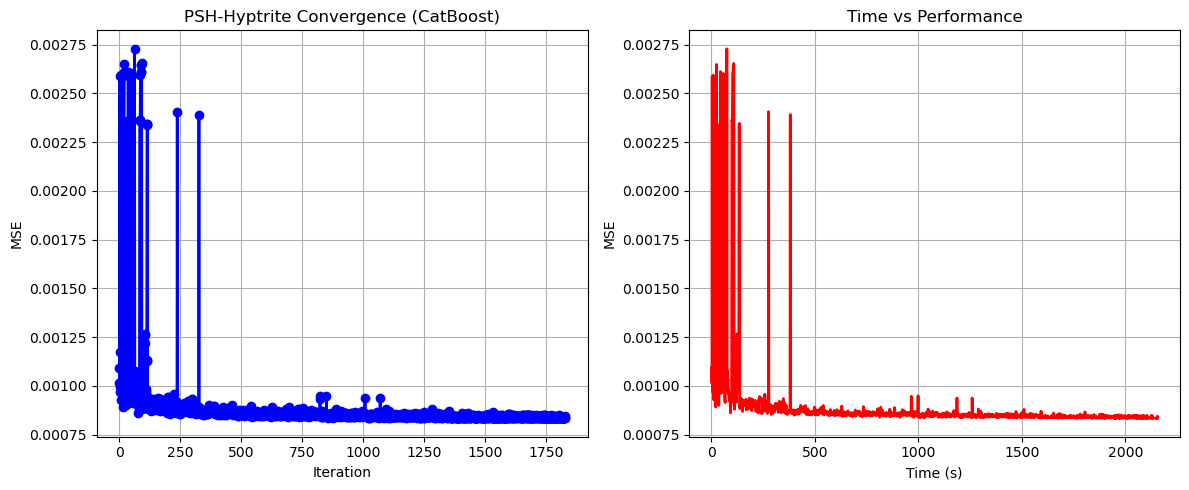 PSH-Hyptrite Convergence (CatBoost)
0.00275
0.00250
0.00225
0.00200
0.00175
0.00150
0.00125
0.00100
0.00075
MSE
0 250 500 750 1000 1250 1500 1750
Iteration
Time vs Performance
0.00275
0.00250
0.00225
0.00200
0.00175
0.00150
0.00125
0.00100
0.00075
MSE
0 500 1000 1500 2000
Time (s)